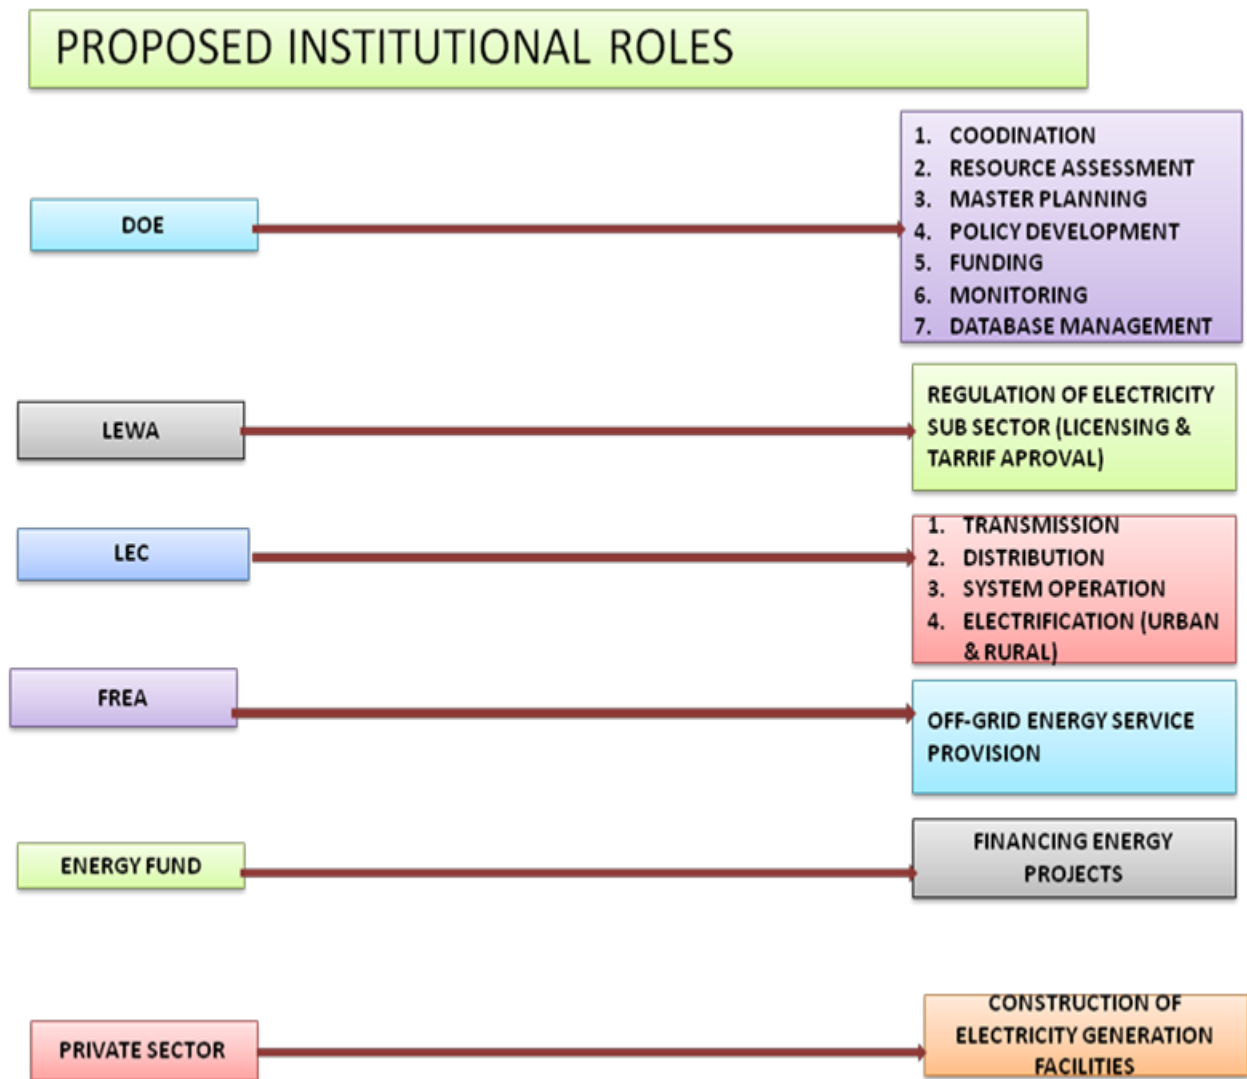 PROPOSED INSTITUTIONAL ROLES
DOE
1. COODINATION
2. RESOURCE ASSESSMENT
3. MASTER PLANNING
4. POLICY DEVELOPMENT
5. FUNDING
6. MONITORING
7. DATABASE MANAGEMENT
LEWA
REGULATION OF ELECTRICITY
SUB SECTOR (LICENSING &
TARRIF APROVAL)
LEC
1. TRANSMISSION
2. DISTRIBUTION
3. SYSTEM OPERATION
4. ELECTRIFICATION (URBAN
& RURAL)
FREA
OFF-GRID ENERGY SERVICE
PROVISION
ENERGY FUND
FINANCING ENERGY
PROJECTS
PRIVATE SECTOR
CONSTRUCTION OF
ELECTRICITY GENERATION
FACILITIES